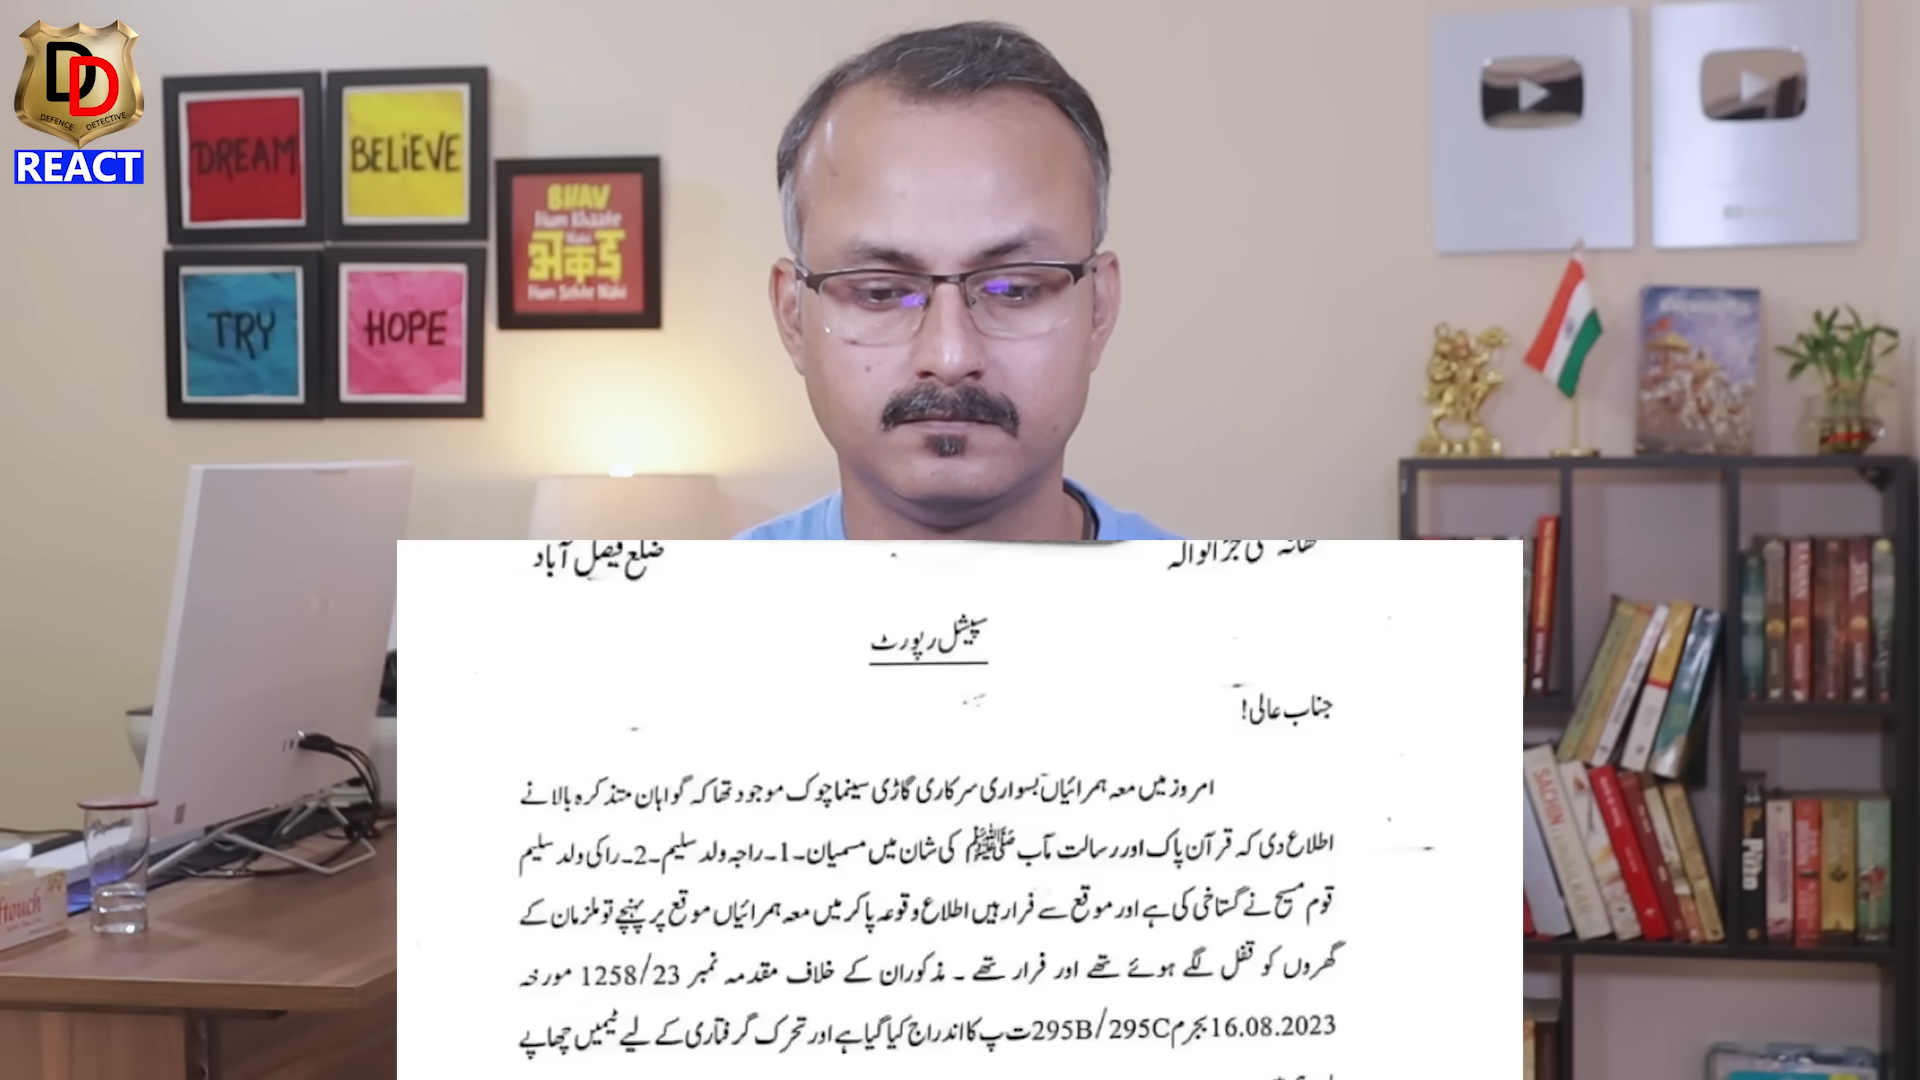 DD
DEFENCE DETECTIVE
REACT
DREAM
BELiEVE
TRY
HOPE
BHAV
Hum Khaate
Nahi
अकड़
Hum Sehte Nahi
ضلع فیصل آباد
جڑانوالہ
سپیشل رپورٹ
جناب عالی!
امروز میں معہ ہمرائیاں بسواری سرکاری گاڑی سینما چوک موجود تھا کہ گواہان متذکرہ بالا نے
اطلاع دی کہ قرآن پاک اور رسالت مآب ﷺ کی شان میں مسمیان۔1۔راجہ ولد سلیم۔2۔راکی ولد سلیم
قوم مسیح نے گستاخی کی ہے اور موقع سے فرار ہیں اطلاع وقوعہ پا کر میں معہ ہمرائیاں موقع پر پہنچے تو ملزمان کے
گھروں کو قفل لگے ہوئے تھے اور فرار تھے ۔ مذکوران کے خلاف مقدمہ نمبر 1258/23 مورخہ
16.08.2023 بجرم 295B/295C ت پ کا اندراج کیا گیا ہے اور تحرک گرفتاری کے لیے ٹیمیں چھاپے
SACHIN
Pilot
ftouch